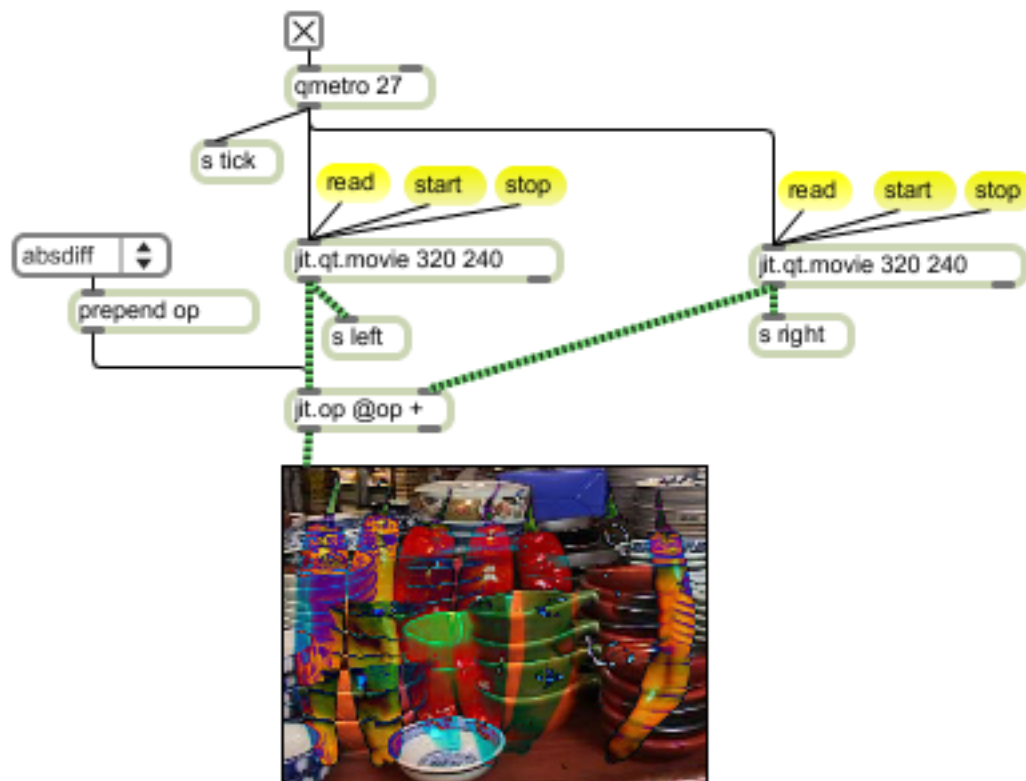 qmetro 27
s tick
read
start
stop
read
start
stop
absdiff
jit.qt.movie 320 240
jit.qt.movie 320 240
prepend op
s left
s right
jit.op @op +